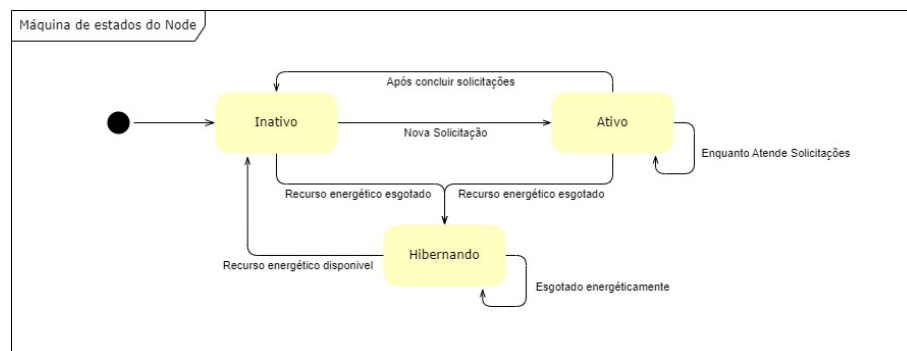 Máquina de estados do Node
Após concluir solicitações
Inativo
Ativo
Nova Solicitação
Enquanto Atende Solicitações
Recurso energético esgotado
Recurso energético esgotado
Hibernando
Recurso energético disponivel
Esgotado energéticamente